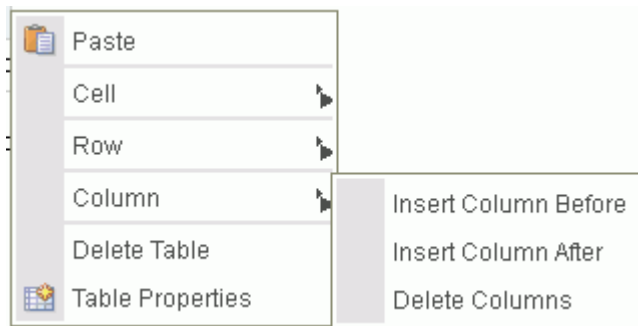 Paste
Cell
Row
Column
Delete Table
Table Properties
Insert Column Before
Insert Column After
Delete Columns